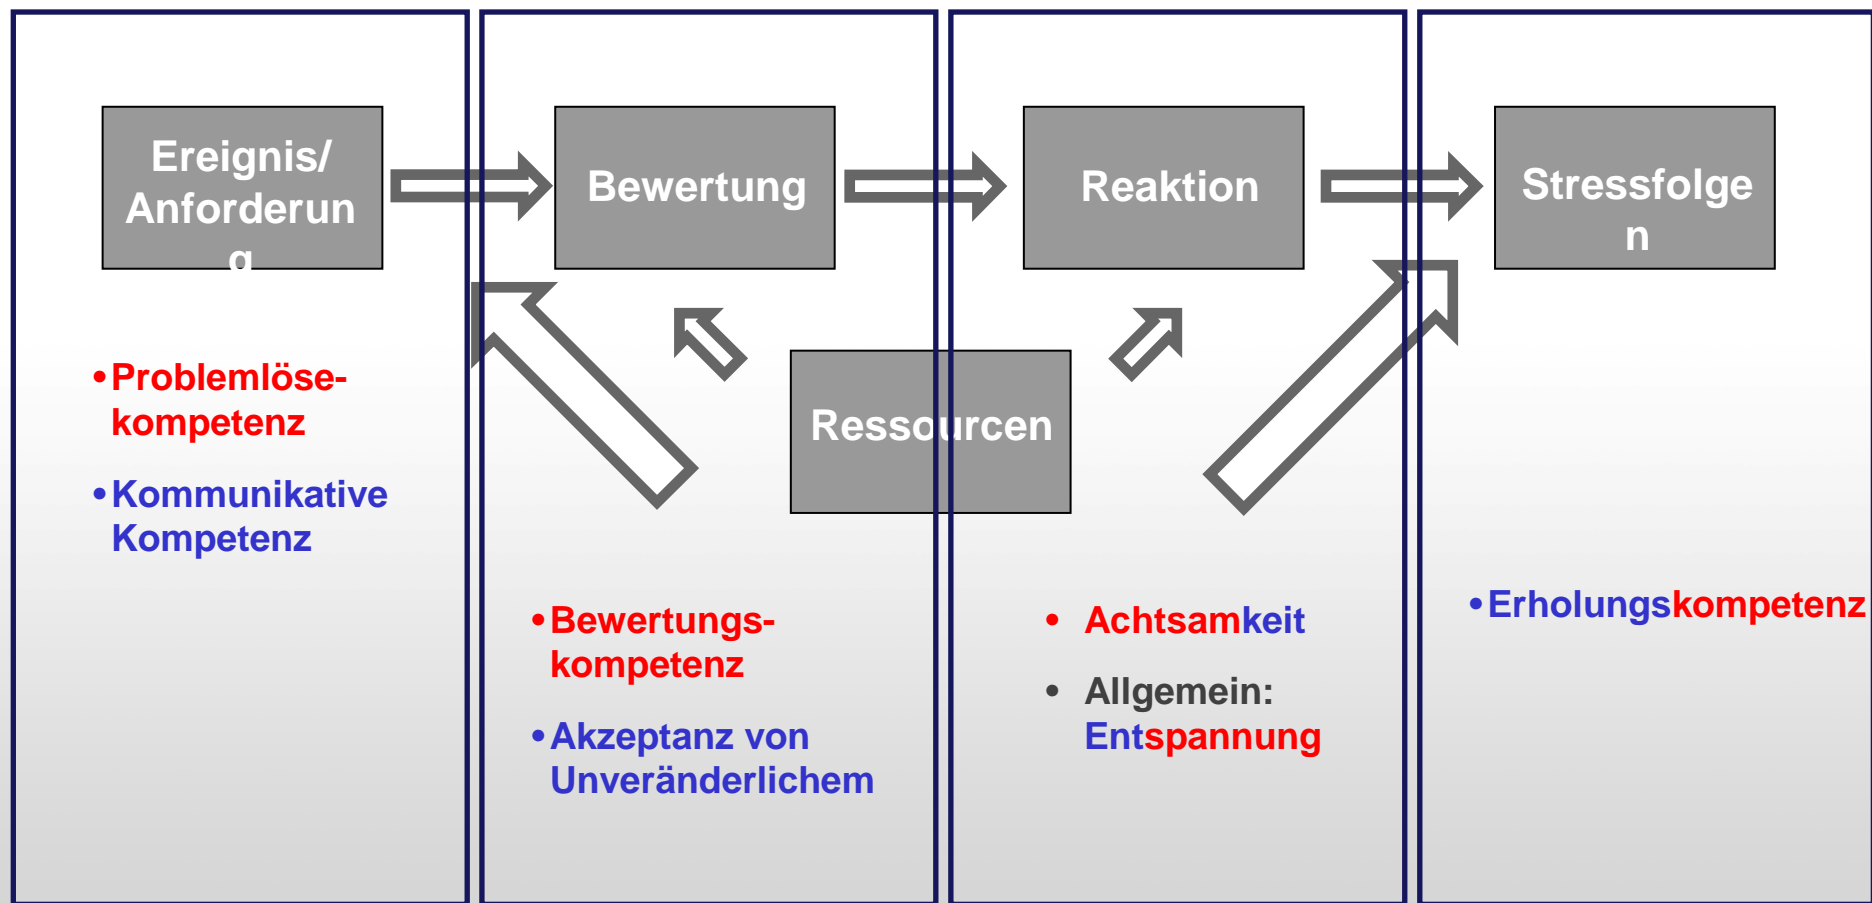 Ereignis/
Anforderun
g
Bewertung
Reaktion
Stressfolge
n
Ressourcen
•Problemlöse-
kompetenz
•Kommunikative
Kompetenz
•Bewertungs-
kompetenz
•Akzeptanz von
Unveränderlichem
• Achtsamkeit
• Allgemein:
Entspannung
•Erholungskompetenz